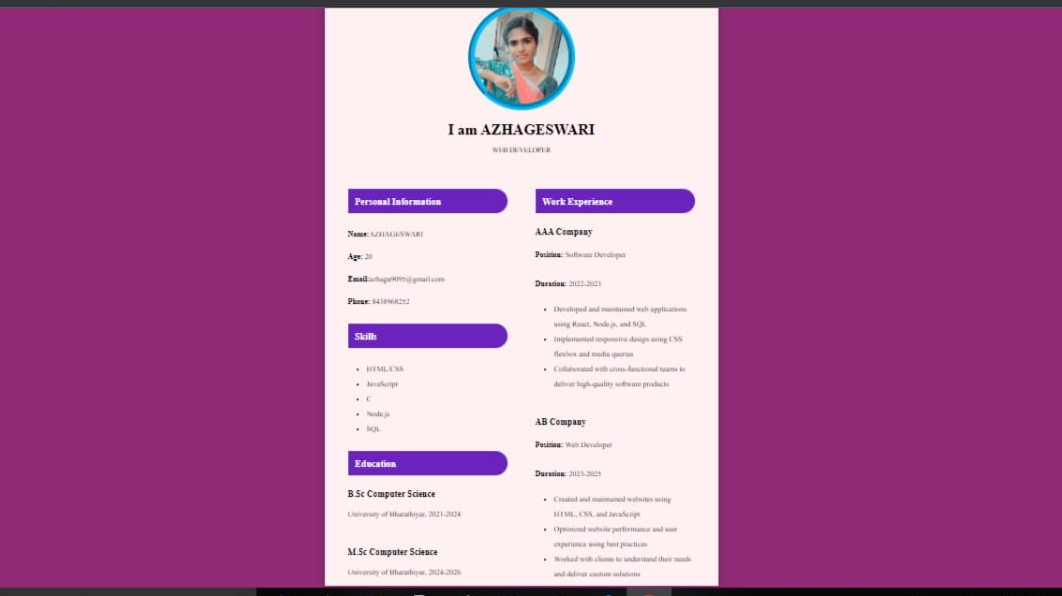 I am AZHAGESWARI
WEB DEVELOPER
Personal Information
Name:AZHAGESWARI
Age: 20
Email:azhagu9095@gmail.com
Phone: 8438968252
Skills
HTML/CSS
JavaScript
C
Node.js
SQL
Education
B.Sc Computer Science
University of Bharathiyar, 2021-2024
M.Sc Computer Science
University of Bharathiyar, 2024-2026
Work Experience
AAA Company
Position: Software Developer
Duration: 2022-2023
Developed and maintained web applications
using React, Node.js, and SQL
Implemented responsive design using CSS
flexbox and media queries
Collaborated with cross-functional teams to
deliver high-quality software products
AB Company
Position: Web Developer
Duration: 2023-2025
Created and maintained websites using
HTML, CSS, and JavaScript
Optimized website performance and user
experience using best practices
Worked with clients to understand their needs
and deliver custom solutions